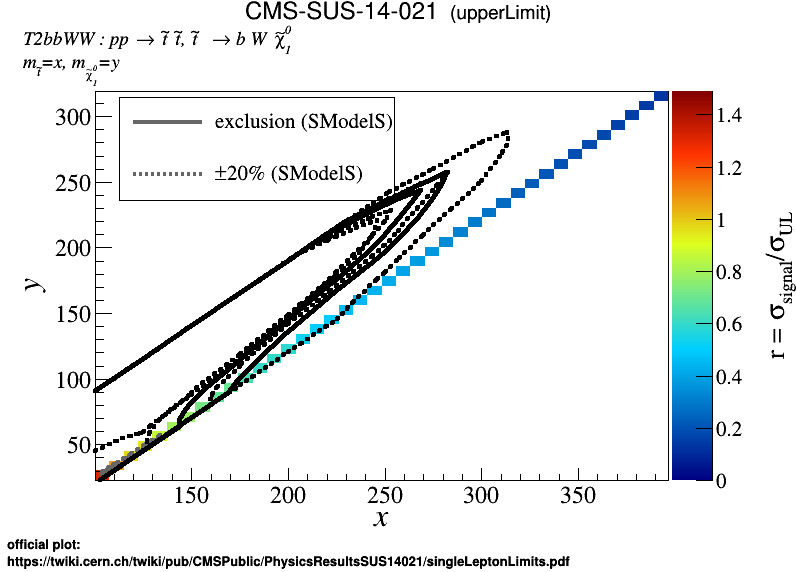 CMS-SUS-14-021 (upperLimit)
T2bbWW : pp → t̃ t̃, t̃ → b W χ̃₁⁰
m_t̃=x, m_χ̃₁⁰=y
exclusion (SModelS)
±20% (SModelS)
300
250
200
150
100
50
y
150
200
250
300
350
x
1.4
1.2
1
0.8
0.6
0.4
0.2
0
r = σ_signal/σ_UL
official plot:
https://twiki.cern.ch/twiki/pub/CMSPublic/PhysicsResultsSUS14021/singleLeptonLimits.pdf